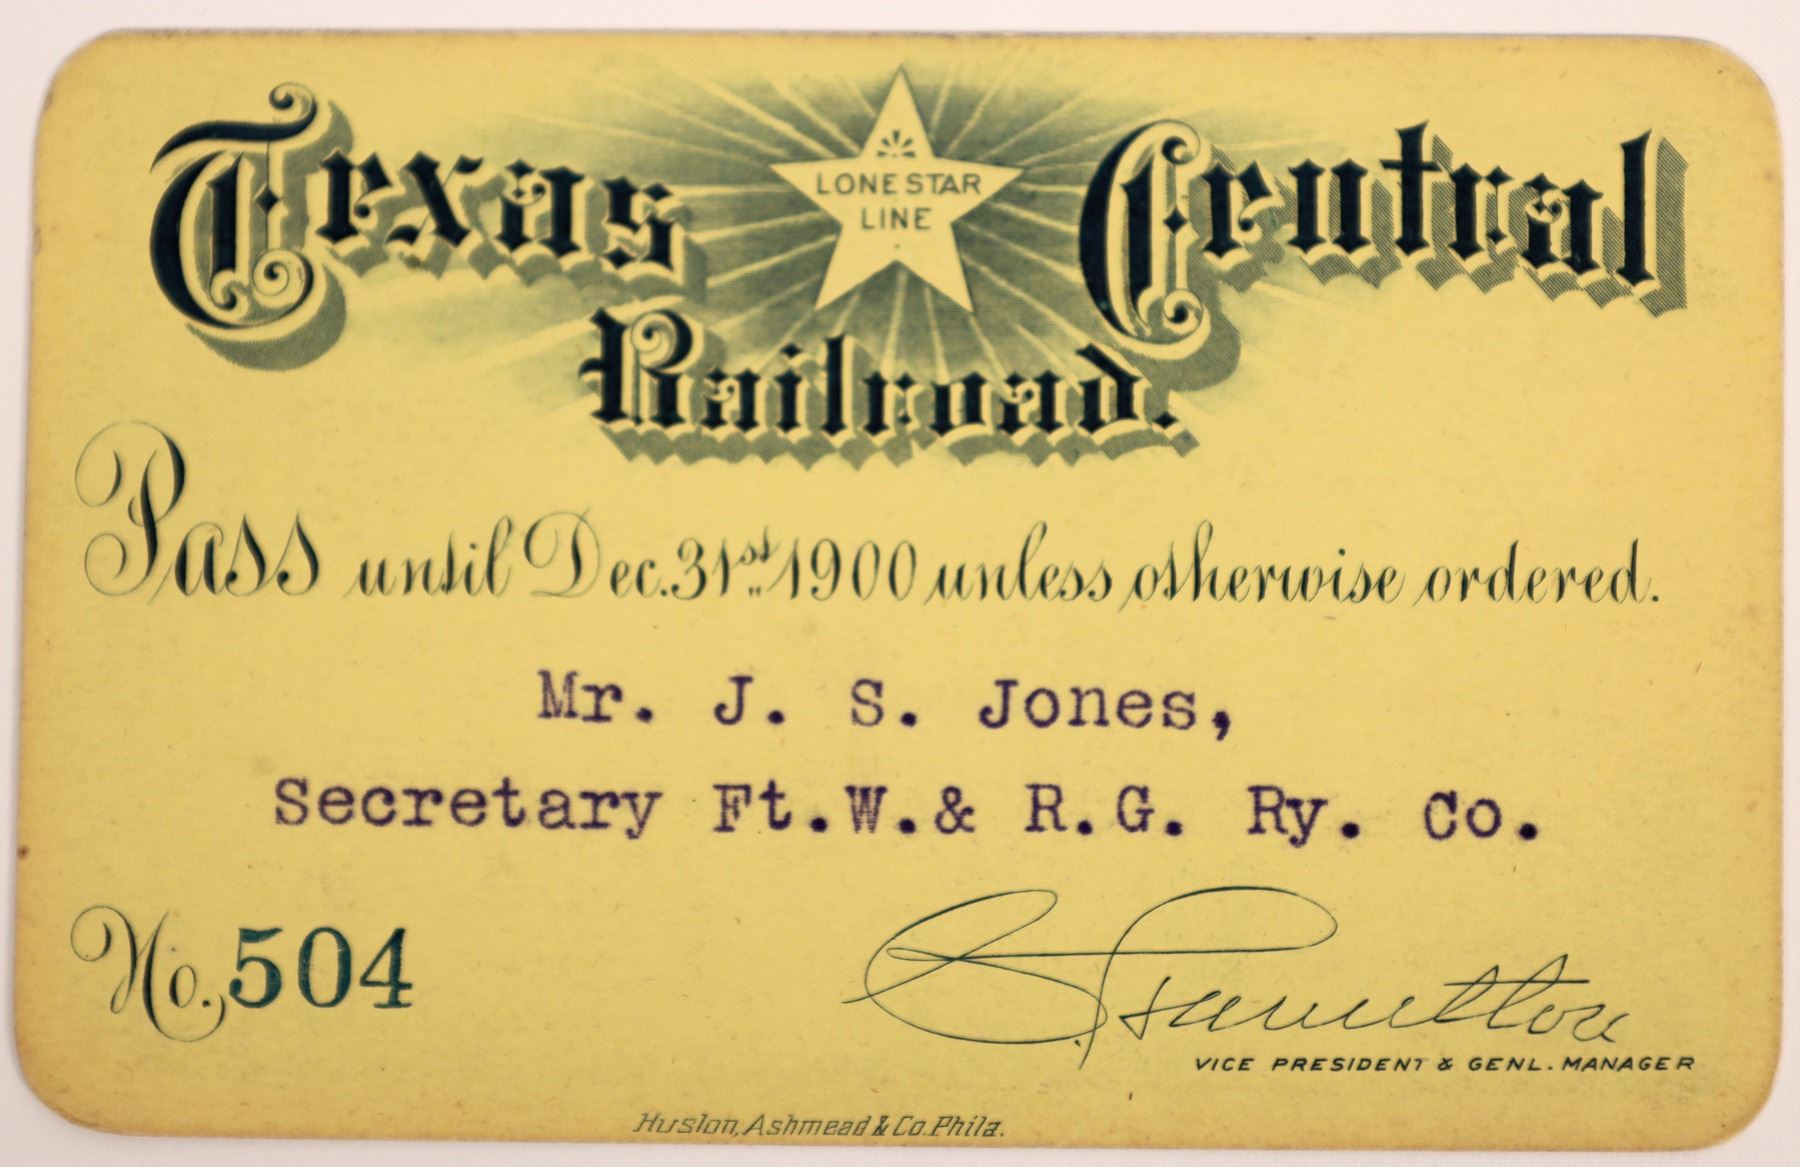 Texas Central
LONE STAR
LINE
Railroad.
Pass until Dec. 31st 1900 unless otherwise ordered.
Mr. J. S. Jones,
Secretary Ft.W.& R.G. Ry. Co.
No. 504
Hamilton
VICE PRESIDENT & GENL. MANAGER
Huston, Ashmead & Co. Phila.